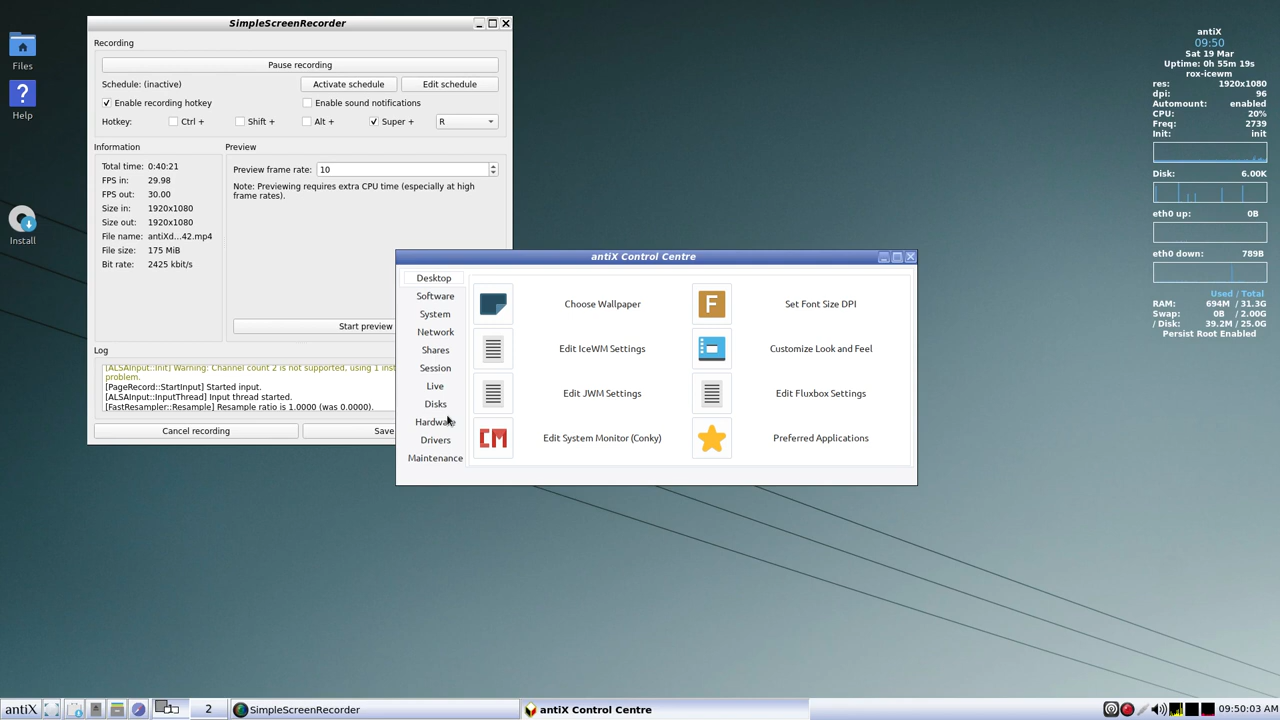 SimpleScreenRecorder
Recording
Pause recording
Schedule: (inactive)
Activate schedule
Edit schedule
Enable recording hotkey
Enable sound notifications
Hotkey:
Ctrl +
Shift +
Alt +
Super +
R
Information
Total time: 0:40:21
FPS in: 29.98
FPS out: 30.00
Size in: 1920x1080
Size out: 1920x1080
File name: antiXd...42.mp4
File size: 175 MiB
Bit rate: 2425 kbit/s
Preview
Preview frame rate: 10
Note: Previewing requires extra CPU time (especially at high
frame rates).
Start preview
Log
[ALSAInput::Init] Warning: Channel count 2 is not supported, using 1 inst
problem.
[PageRecord::StartInput] Started input.
[ALSAInput::InputThread] Input thread started.
[FastResampler::Resample] Resample ratio is 1.0000 (was 0.0000).
Cancel recording
Save
Files
Help
Install
antiX Control Centre
Desktop
Software
System
Network
Shares
Session
Live
Disks
Hardware
Drivers
Maintenance
Choose Wallpaper
F
Set Font Size DPI
Edit IceWM Settings
Customize Look and Feel
Edit JWM Settings
Edit Fluxbox Settings
CM
Edit System Monitor (Conky)
Preferred Applications
antiX
09:50
Sat 19 Mar
Uptime: 0h 55m 19s
rox-icewm
res: 1920x1080
dpi: 96
Automount: enabled
CPU: 20%
Freq: 2739
Init: init
Disk: 6.00K
eth0 up: 0B
eth0 down: 789B
Used / Total
RAM: 694M / 31.3G
Swap: 0B / 2.00G
/ Disk: 39.2M / 25.0G
Persist Root Enabled
antiX
1
2
SimpleScreenRecorder
antiX Control Centre
09:50:03 AM